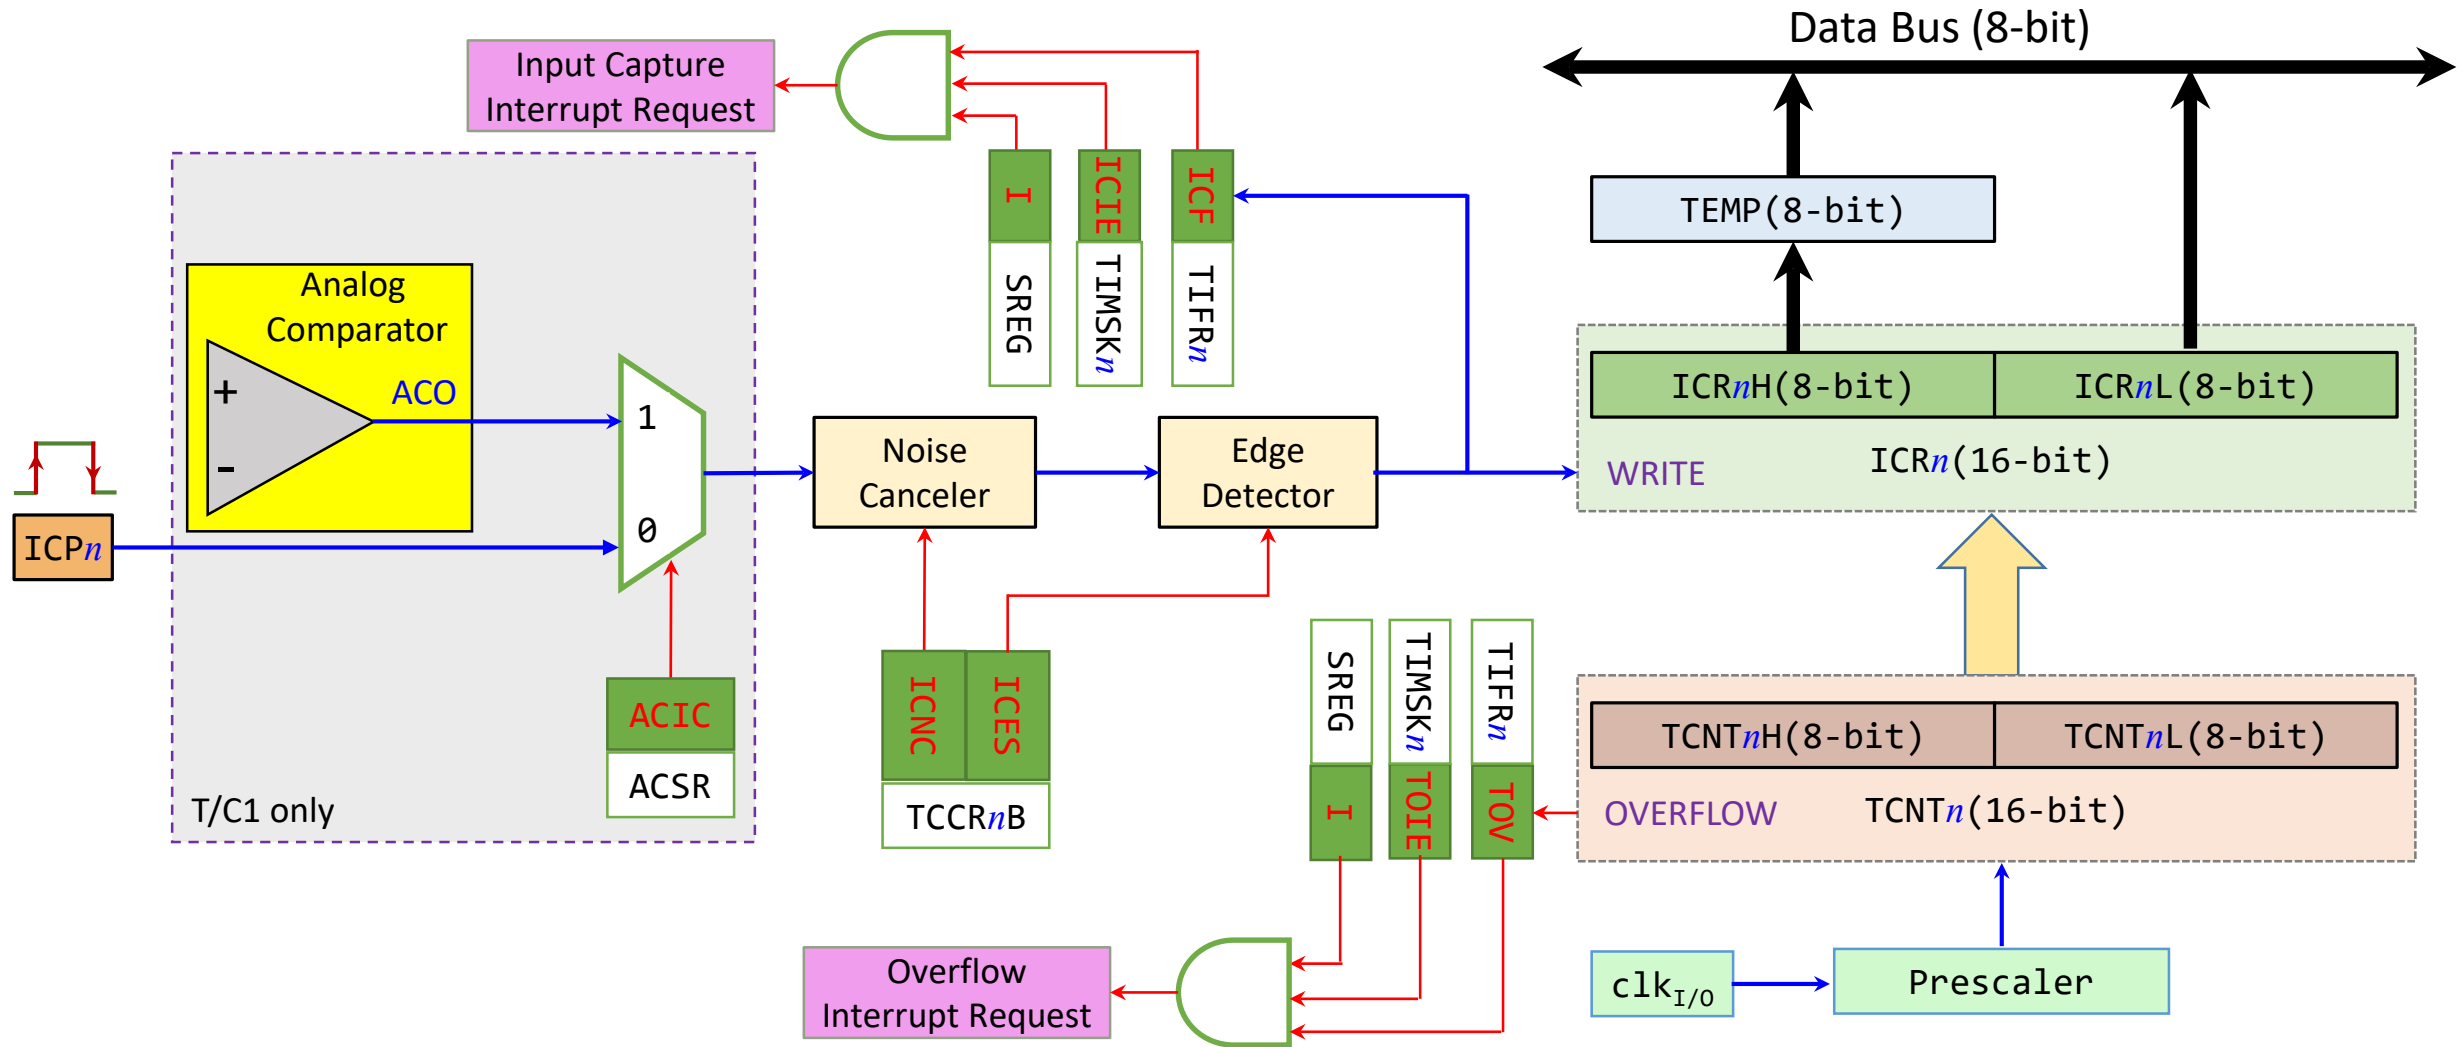 Data Bus (8-bit)
Input Capture
Interrupt Request
I
SREG
ICIE
TIMSKn
ICF
TIFRn
TEMP(8-bit)
Analog
Comparator
+
-
ACO
1
0
ICPn
Noise
Canceler
Edge
Detector
ICRnH(8-bit)
ICRnL(8-bit)
WRITE
ICRn(16-bit)
ACIC
ACSR
T/C1 only
ICNC
ICES
TCCRnB
SREG
I
TIMSKn
TOIE
TIFRn
TOV
TCNTnH(8-bit)
TCNTnL(8-bit)
OVERFLOW
TCNTn(16-bit)
Overflow
Interrupt Request
clkI/O
Prescaler